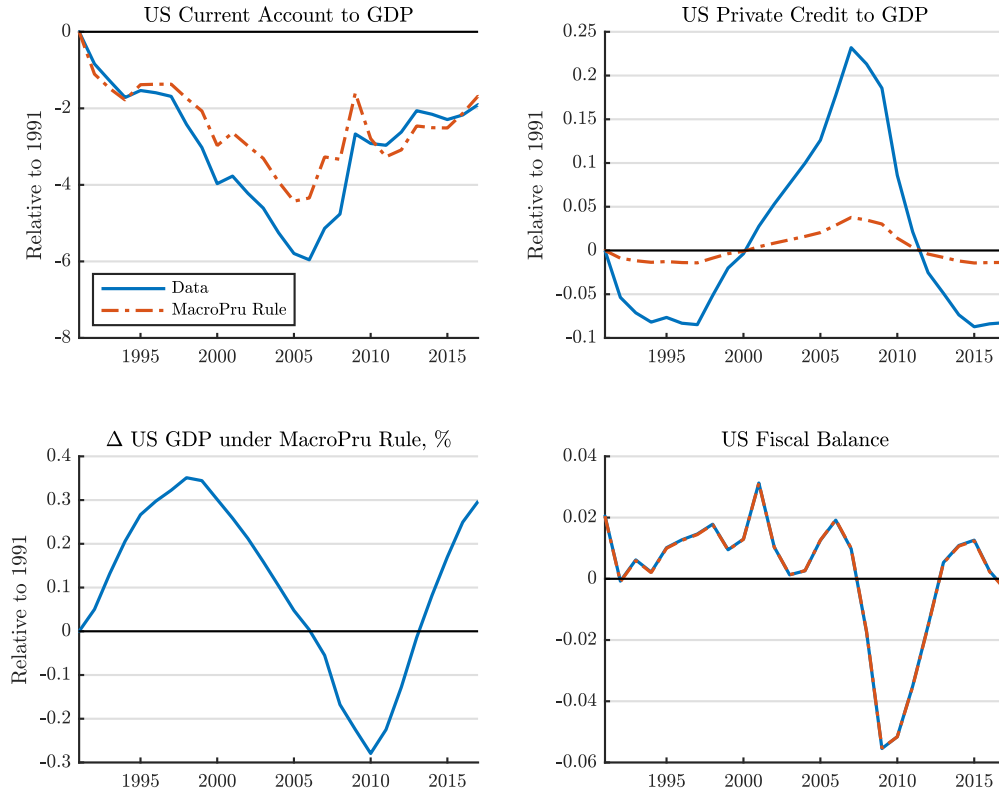 US Current Account to GDP
0
-2
-4
-6
-8
Relative to 1991
Data
MacroPru Rule
1995 2000 2005 2010 2015
US Private Credit to GDP
0.25
0.2
0.15
0.1
0.05
0
-0.05
-0.1
Relative to 1991
1995 2000 2005 2010 2015
Δ US GDP under MacroPru Rule, %
0.4
0.3
0.2
0.1
0
-0.1
-0.2
-0.3
Relative to 1991
1995 2000 2005 2010 2015
US Fiscal Balance
0.04
0.02
0
-0.02
-0.04
-0.06
1995 2000 2005 2010 2015